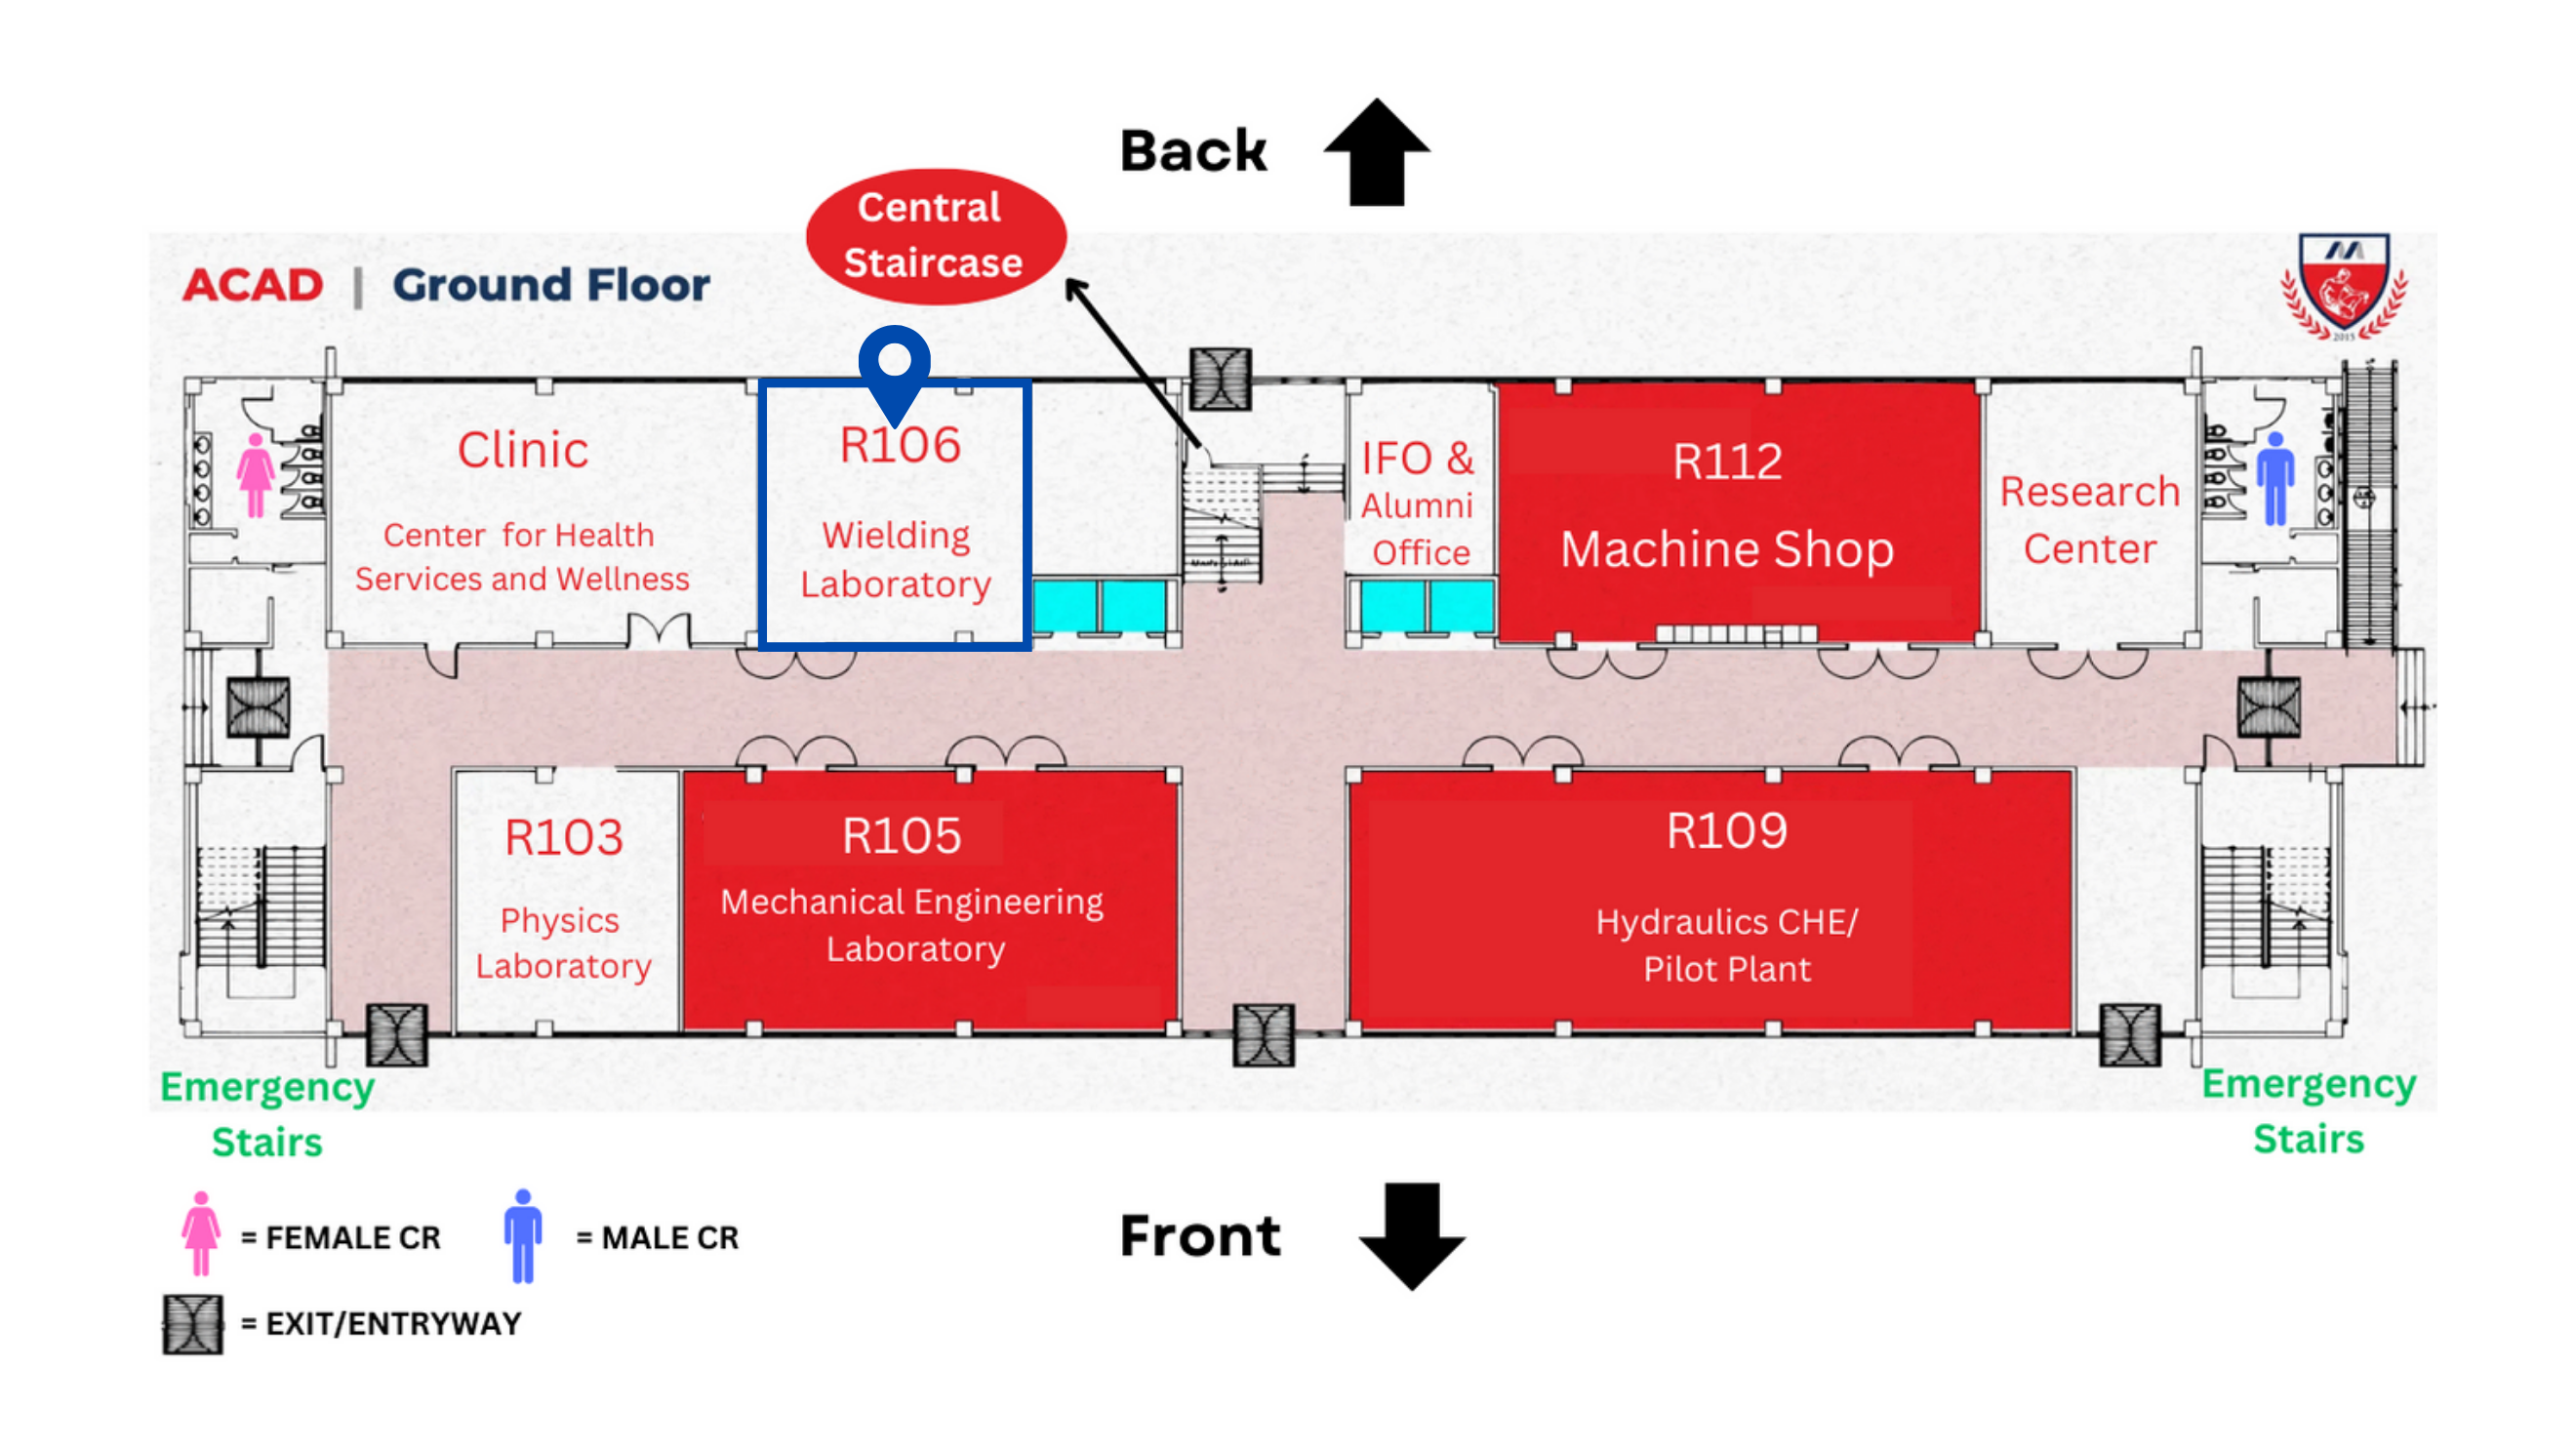 Back
Central
Staircase
ACAD | Ground Floor
2015
Clinic
Center for Health
Services and Wellness
R106
Wielding
Laboratory
IFO &
Alumni
Office
R112
Machine Shop
Research
Center
R103
Physics
Laboratory
R105
Mechanical Engineering
Laboratory
R109
Hydraulics CHE/
Pilot Plant
Emergency
Stairs
Emergency
Stairs
= FEMALE CR
= MALE CR
= EXIT/ENTRYWAY
Front